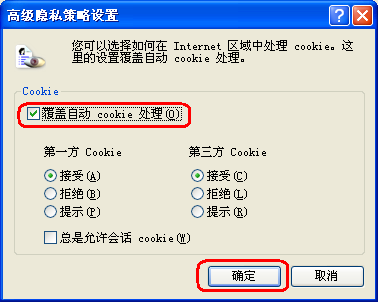 高级隐私策略设置
您可以选择如何在 Internet 区域中处理 cookie。这
里的设置覆盖自动 cookie 处理。
Cookie
覆盖自动 cookie 处理(O)
第一方 Cookie 第三方 Cookie
接受(A) 接受(C)
拒绝(B) 拒绝(L)
提示(P) 提示(R)
总是允许会话 cookie(W)
确定 取消